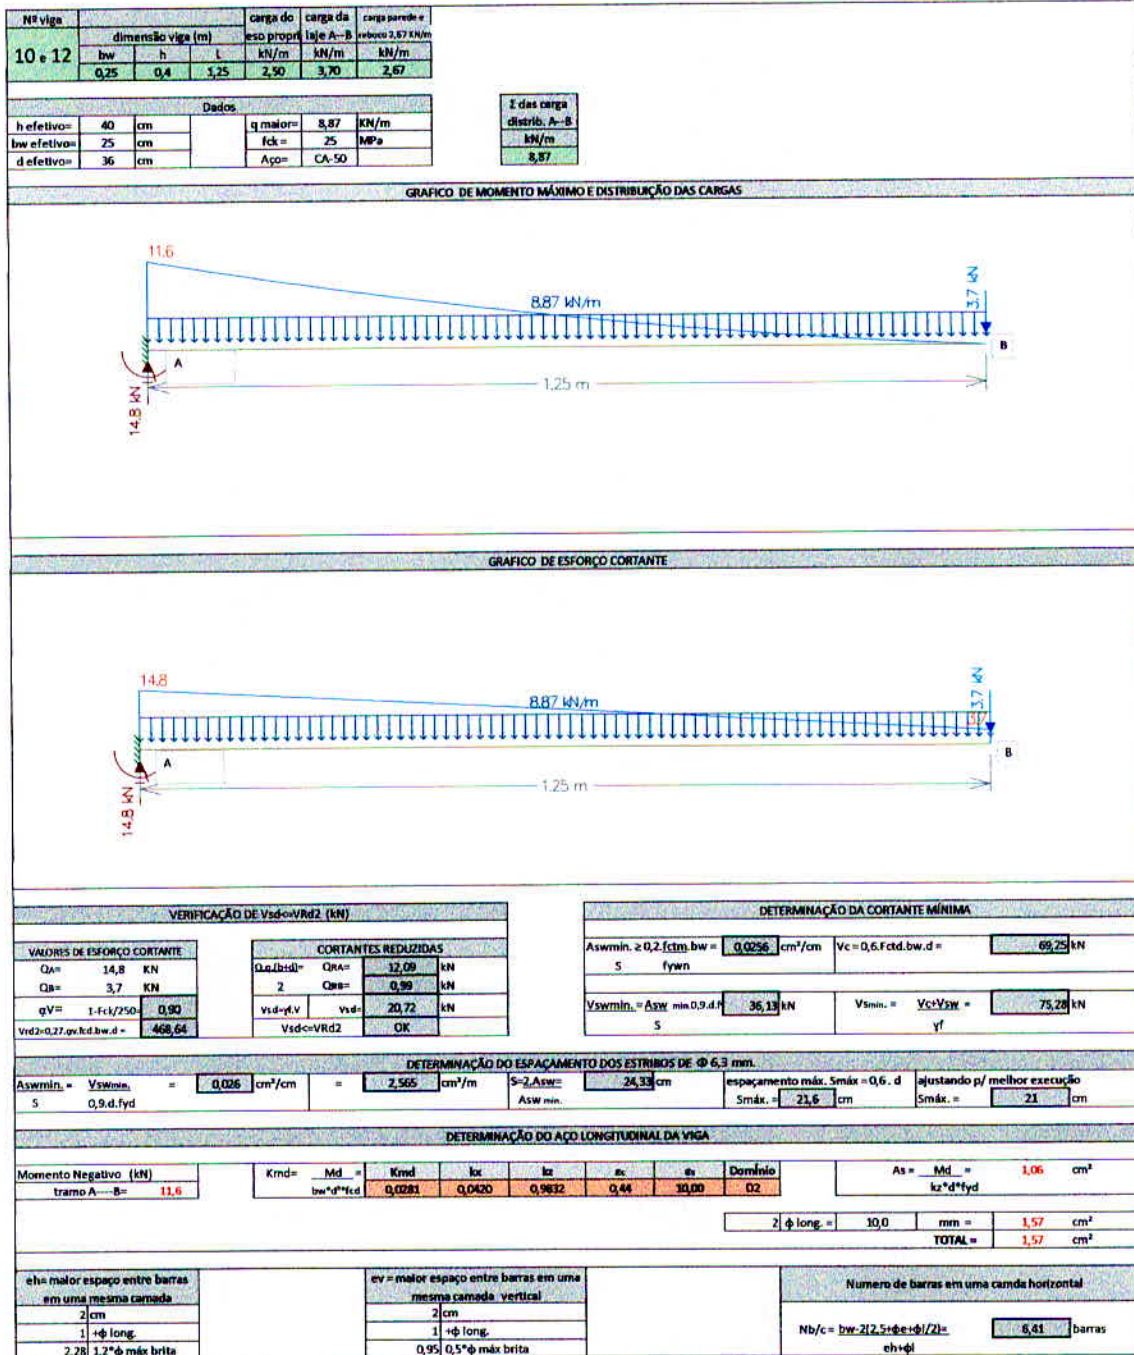 Nº viga dimensão viga (m) carga do eso propri carga da laje A--B carga parede e reboco 2,67 KN/m
10 e 12 bw h L kN/m kN/m kN/m
0,25 0,4 1,25 2,50 3,70 2,67
Dados
h efetivo= 40 cm q maior= 8,87 KN/m
bw efetivo= 25 cm fck = 25 MPa
d efetivo= 36 cm Aço= CA-50
Σ das carga
distrib. A--B
kN/m
8,87
GRAFICO DE MOMENTO MÁXIMO E DISTRIBUIÇÃO DAS CARGAS
11.6
8.87 kN/m
3.7 kN
A
B
1.25 m
14.8 kN
GRAFICO DE ESFORÇO CORTANTE
14.8
8.87 kN/m
3.7 kN
3.7
A
B
1.25 m
14.8 kN
VERIFICAÇÃO DE Vsd<=VRd2 (kN)
VALORES DE ESFORÇO CORTANTE
QA= 14,8 KN
QB= 3,7 KN
αV= 1-Fck/250= 0,90
Vrd2=0,27.αv.fcd.bw.d = 468,64
CORTANTES REDUZIDAS
QRA= 12,09 kN
2 QRB= 0,99 kN
Vsd=γf.V Vsd= 20,72 kN
Vsd<=VRd2 OK
DETERMINAÇÃO DA CORTANTE MÍNIMA
Aswmin. ≥ 0,2.fctm.bw = 0,0256 cm²/cm Vc = 0,6.Fctd.bw.d = 69,25 kN
S fywn
Vswmin. = Asw min.0,9.d.f 36,13 kN VSmin. = Vc+Vsw = 75,28 kN
S γf
DETERMINAÇÃO DO ESPAÇAMENTO DOS ESTRIBOS DE Φ 6,3 mm.
Aswmin. = Vswmin. = 0,026 cm²/cm = 2,565 cm²/m S=2.Asw= 24,33 cm espaçamento máx. Smáx = 0,6 . d ajustando p/ melhor execução
S 0,9.d.fyd Asw min. Smáx. = 21,6 cm Smáx. = 21 cm
DETERMINAÇÃO DO AÇO LONGITUDINAL DA VIGA
Momento Negativo (kN)
tramo A----B= 11,6
Kmd= Md = Kmd kx kz εc εs Domínio
bw*d²*fcd 0,0281 0,0420 0,9832 0,44 10,00 D2
As = Md = 1,06 cm²
kz*d*fyd
2 ϕ long. = 10,0 mm = 1,57 cm²
TOTAL = 1,57 cm²
eh= maior espaço entre barras
em uma mesma camada
2 cm
1 +ϕ long.
2,28 1,2*ϕ máx brita
ev = maior espaço entre barras em uma
mesma camada vertical
2 cm
1 +ϕ long.
0,95 0,5*ϕ máx brita
Numero de barras em uma camda horizontal
Nb/c = bw-2(2,5+ϕe+ϕl/2)= 6,41 barras
eh+ϕl